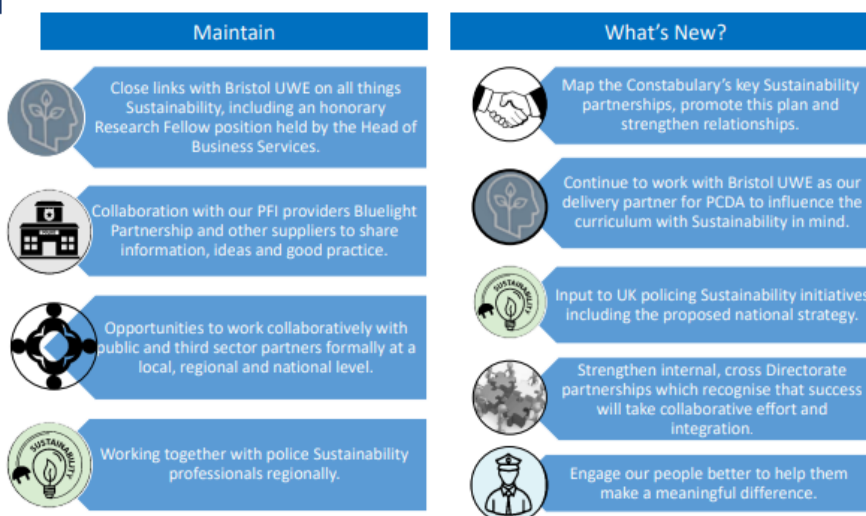 Maintain
Close links with Bristol UWE on all things
Sustainability, including an honorary
Research Fellow position held by the Head of
Business Services.
Collaboration with our PFI providers Bluelight
Partnership and other suppliers to share
information, ideas and good practice.
Opportunities to work collaboratively with
public and third sector partners formally at a
local, regional and national level.
SUSTAINABILITY
Working together with police Sustainability
professionals regionally.
What's New?
Map the Constabulary's key Sustainability
partnerships, promote this plan and
strengthen relationships.
Continue to work with Bristol UWE as our
delivery partner for PCDA to influence the
curriculum with Sustainability in mind.
SUSTAINABILITY
Input to UK policing Sustainability initiatives
including the proposed national strategy.
Strengthen internal, cross Directorate
partnerships which recognise that success
will take collaborative effort and
integration.
Engage our people better to help them
make a meaningful difference.